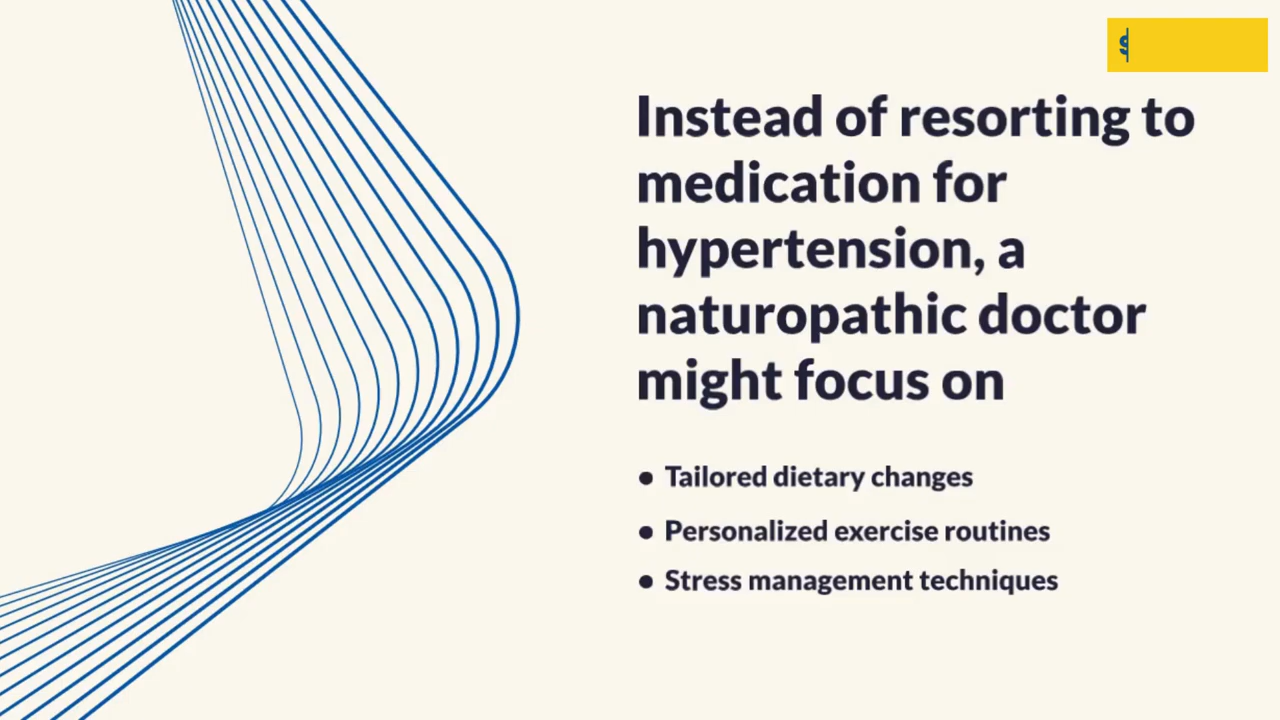 Instead of resorting to
medication for
hypertension, a
naturopathic doctor
might focus on
• Tailored dietary changes
• Personalized exercise routines
• Stress management techniques